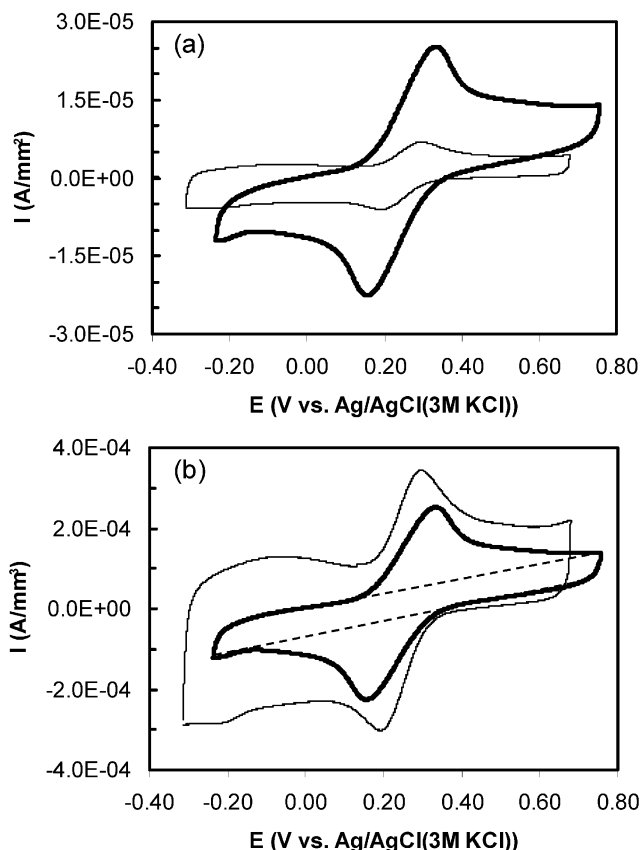 (a)
I (A/mm²)
3.0E-05
1.5E-05
0.0E+00
-1.5E-05
-3.0E-05
-0.40 -0.20 0.00 0.20 0.40 0.60 0.80
E (V vs. Ag/AgCl(3M KCl))
(b)
I (A/mm³)
4.0E-04
2.0E-04
0.0E+00
-2.0E-04
-4.0E-04
-0.40 -0.20 0.00 0.20 0.40 0.60 0.80
E (V vs. Ag/AgCl(3M KCl))